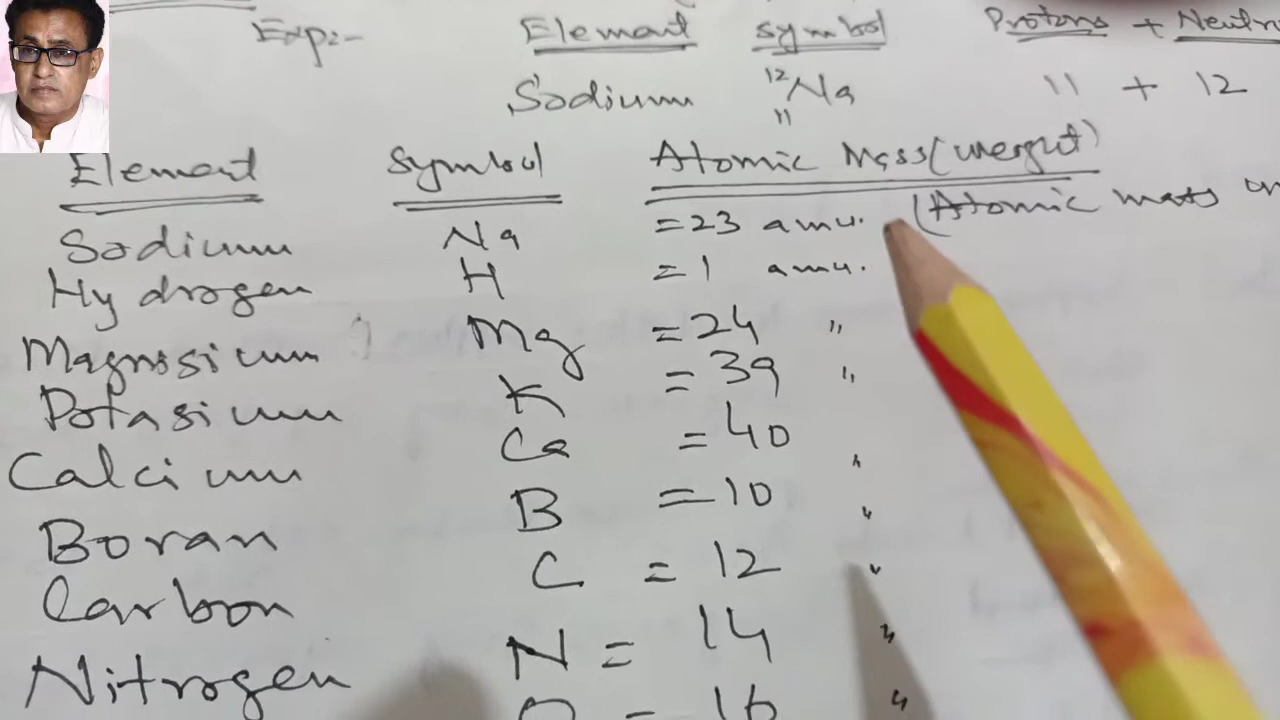 Exp:- Element symbol Protons + Neutr
Sodium 12 Na 11 11 + 12
Element Symbol Atomic Mass(weight)
Sodium Na =23 amu. (Atomic mass un
Hydrogen H =1 amu.
Magnesium Mg =24 "
Potasium K =39 "
Calcium Ca =40 "
Boran B =10 "
Carbon C = 12 "
Nitrogen N = 14 "
O = 16 "